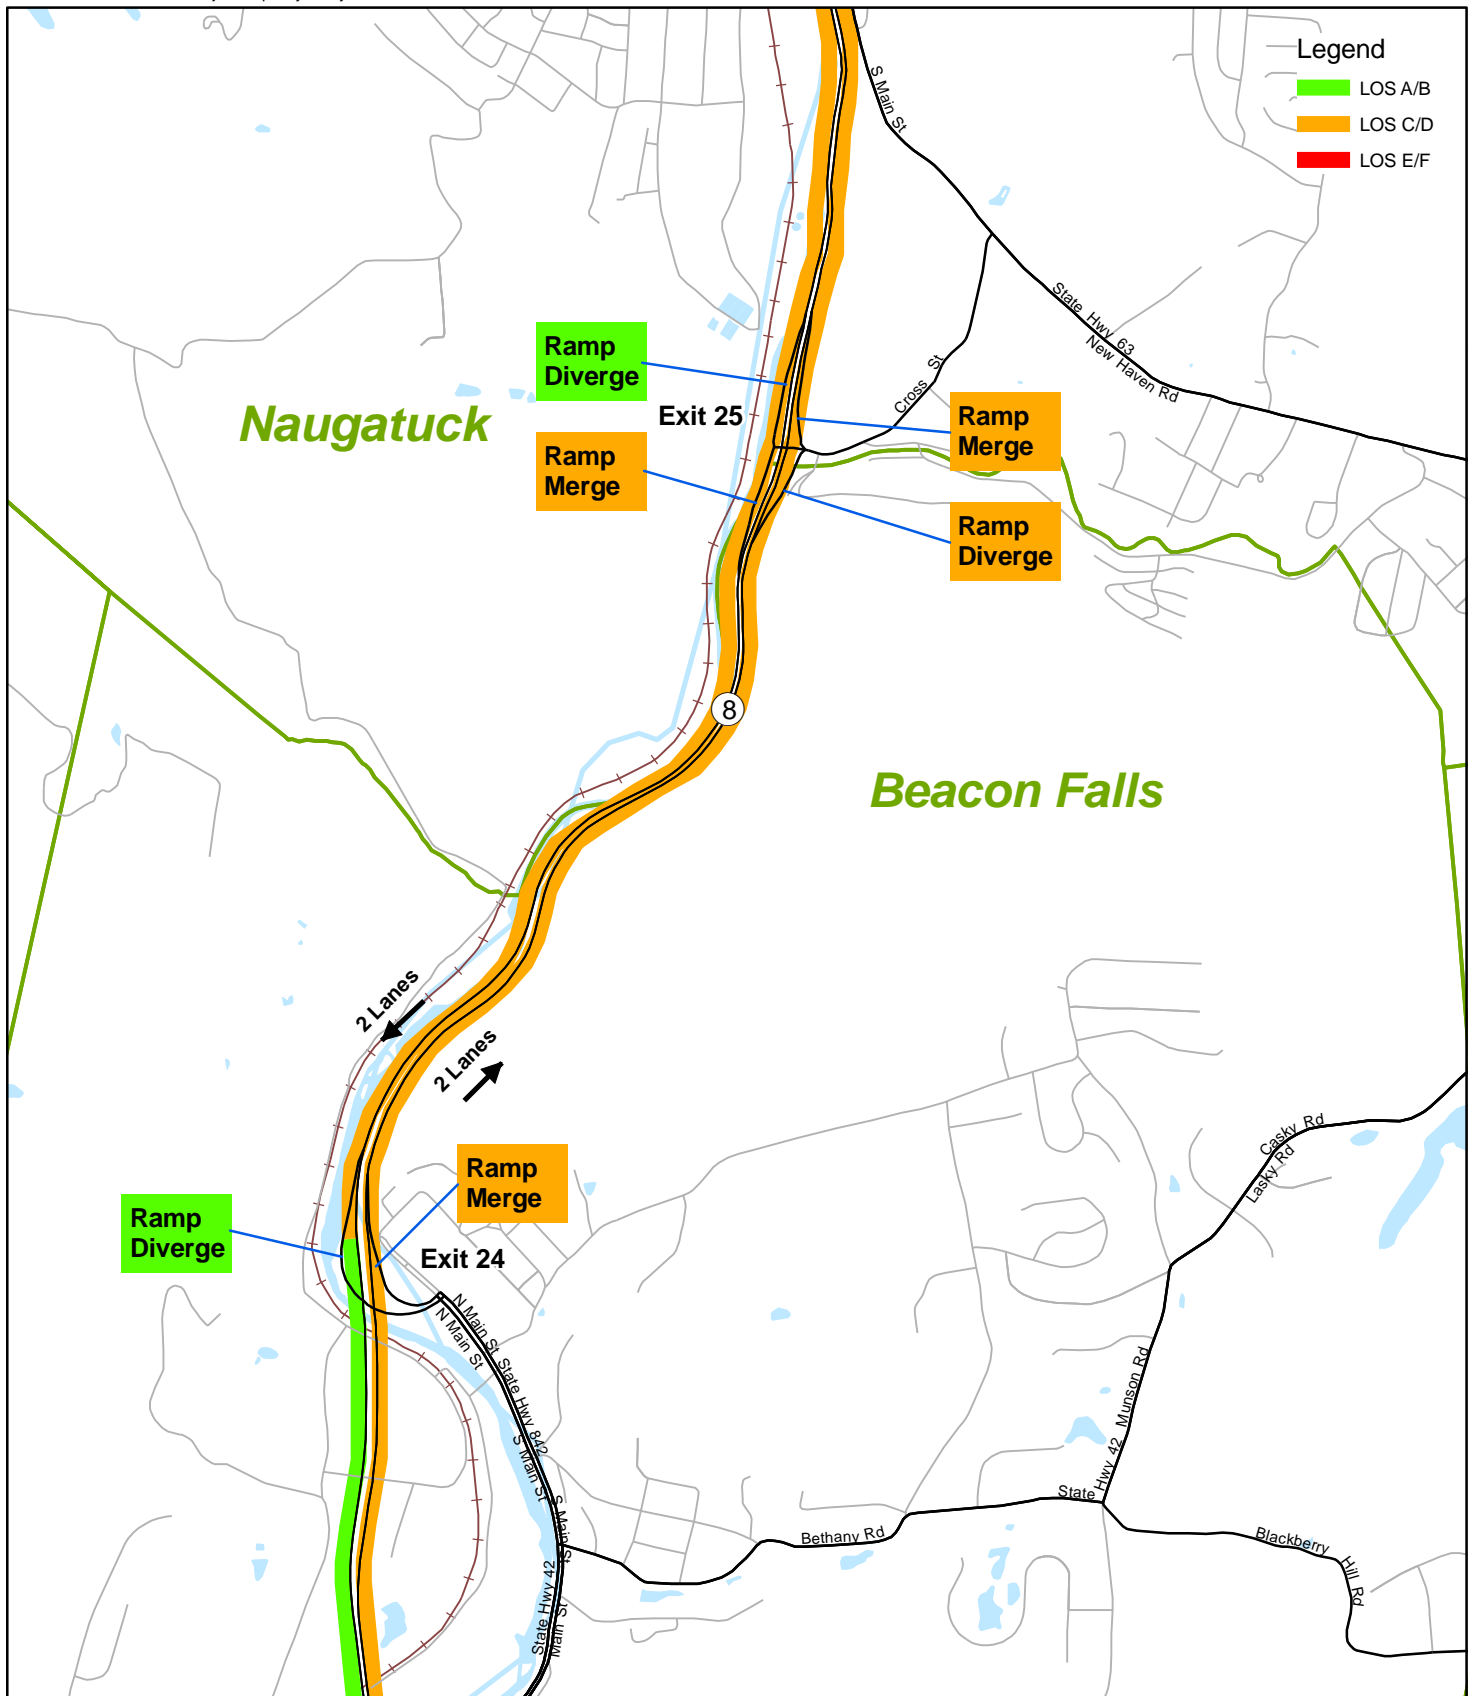 Legend
LOS A/B
LOS C/D
LOS E/F
S Main St
State Hwy 63
New Haven Rd
Cross St
Ramp
Diverge
Exit 25
Ramp
Merge
Naugatuck
Ramp
Merge
Ramp
Diverge
8
Beacon Falls
2 Lanes
2 Lanes
Ramp
Merge
Ramp
Diverge
Exit 24
Casky Rd
Lasky Rd
N Main St
N Main St
State Hwy 842
S Main St
S Main St
State Hwy 42
Main St
Bethany Rd
State Hwy 42
Munson Rd
Blackberry Hill Rd